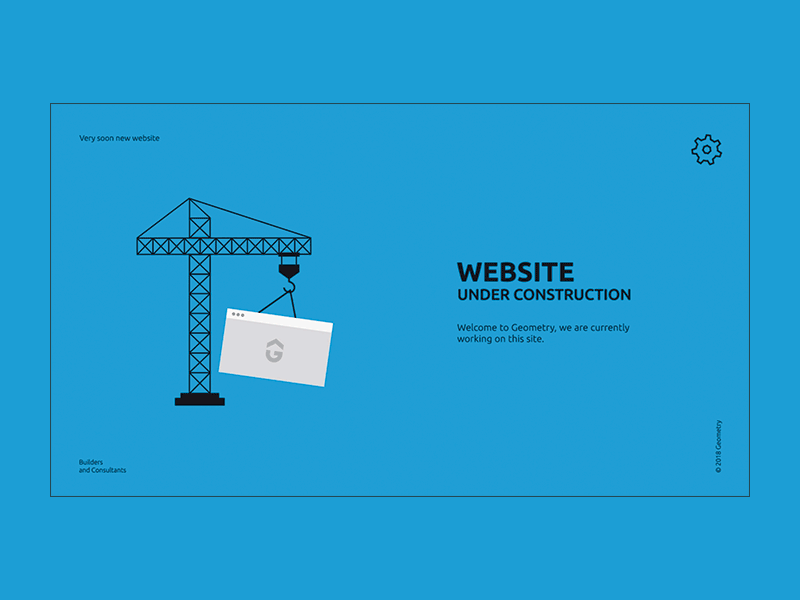 Very soon new website
WEBSITE
UNDER CONSTRUCTION
Welcome to Geometry, we are currently
working on this site.
Builders
and Consultants
© 2018 Geometry